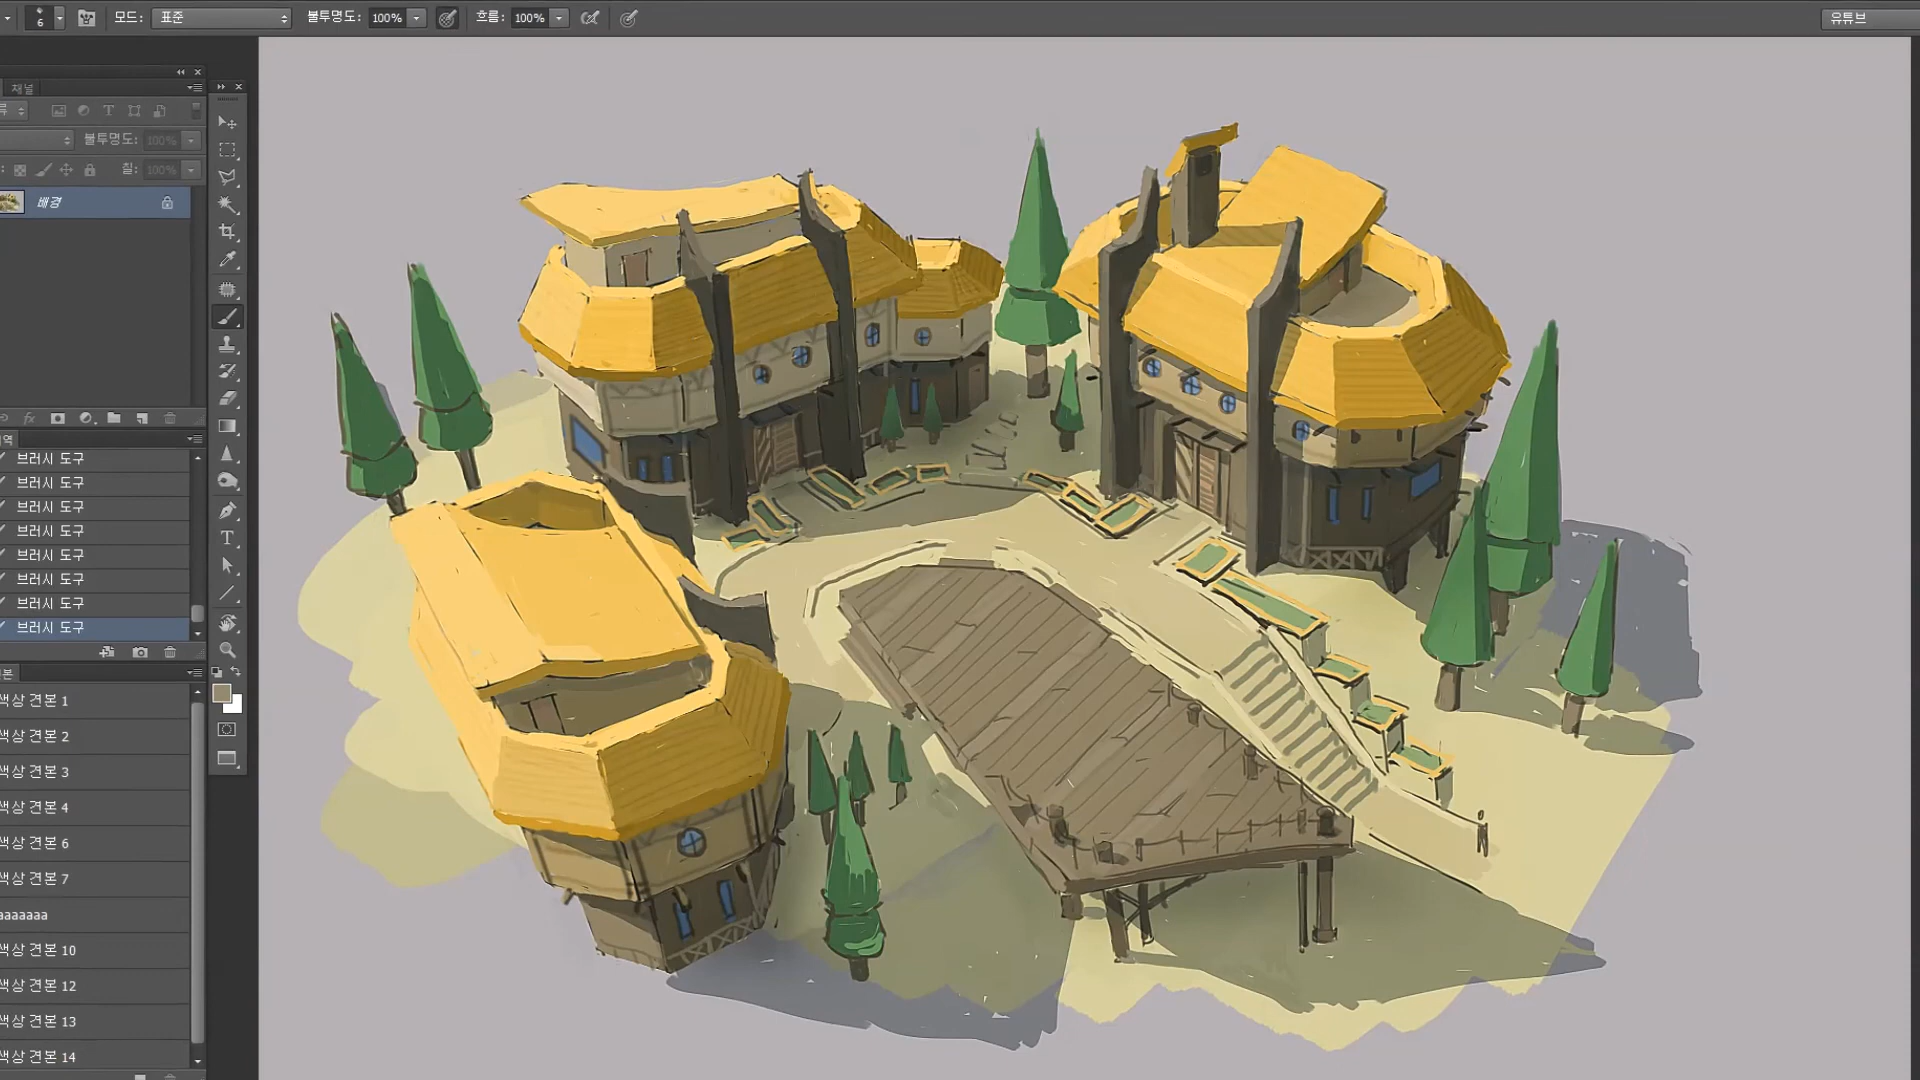 6 모드: 표준 불투명도: 100% 흐름: 100% 유튜브
채널
불투명도: 100%
칠: 100%
배경
브러시 도구
브러시 도구
브러시 도구
브러시 도구
브러시 도구
브러시 도구
브러시 도구
브러시 도구
색상 견본 1
색상 견본 2
색상 견본 3
색상 견본 4
색상 견본 6
색상 견본 7
aaaaaaa
색상 견본 10
색상 견본 12
색상 견본 13
색상 견본 14